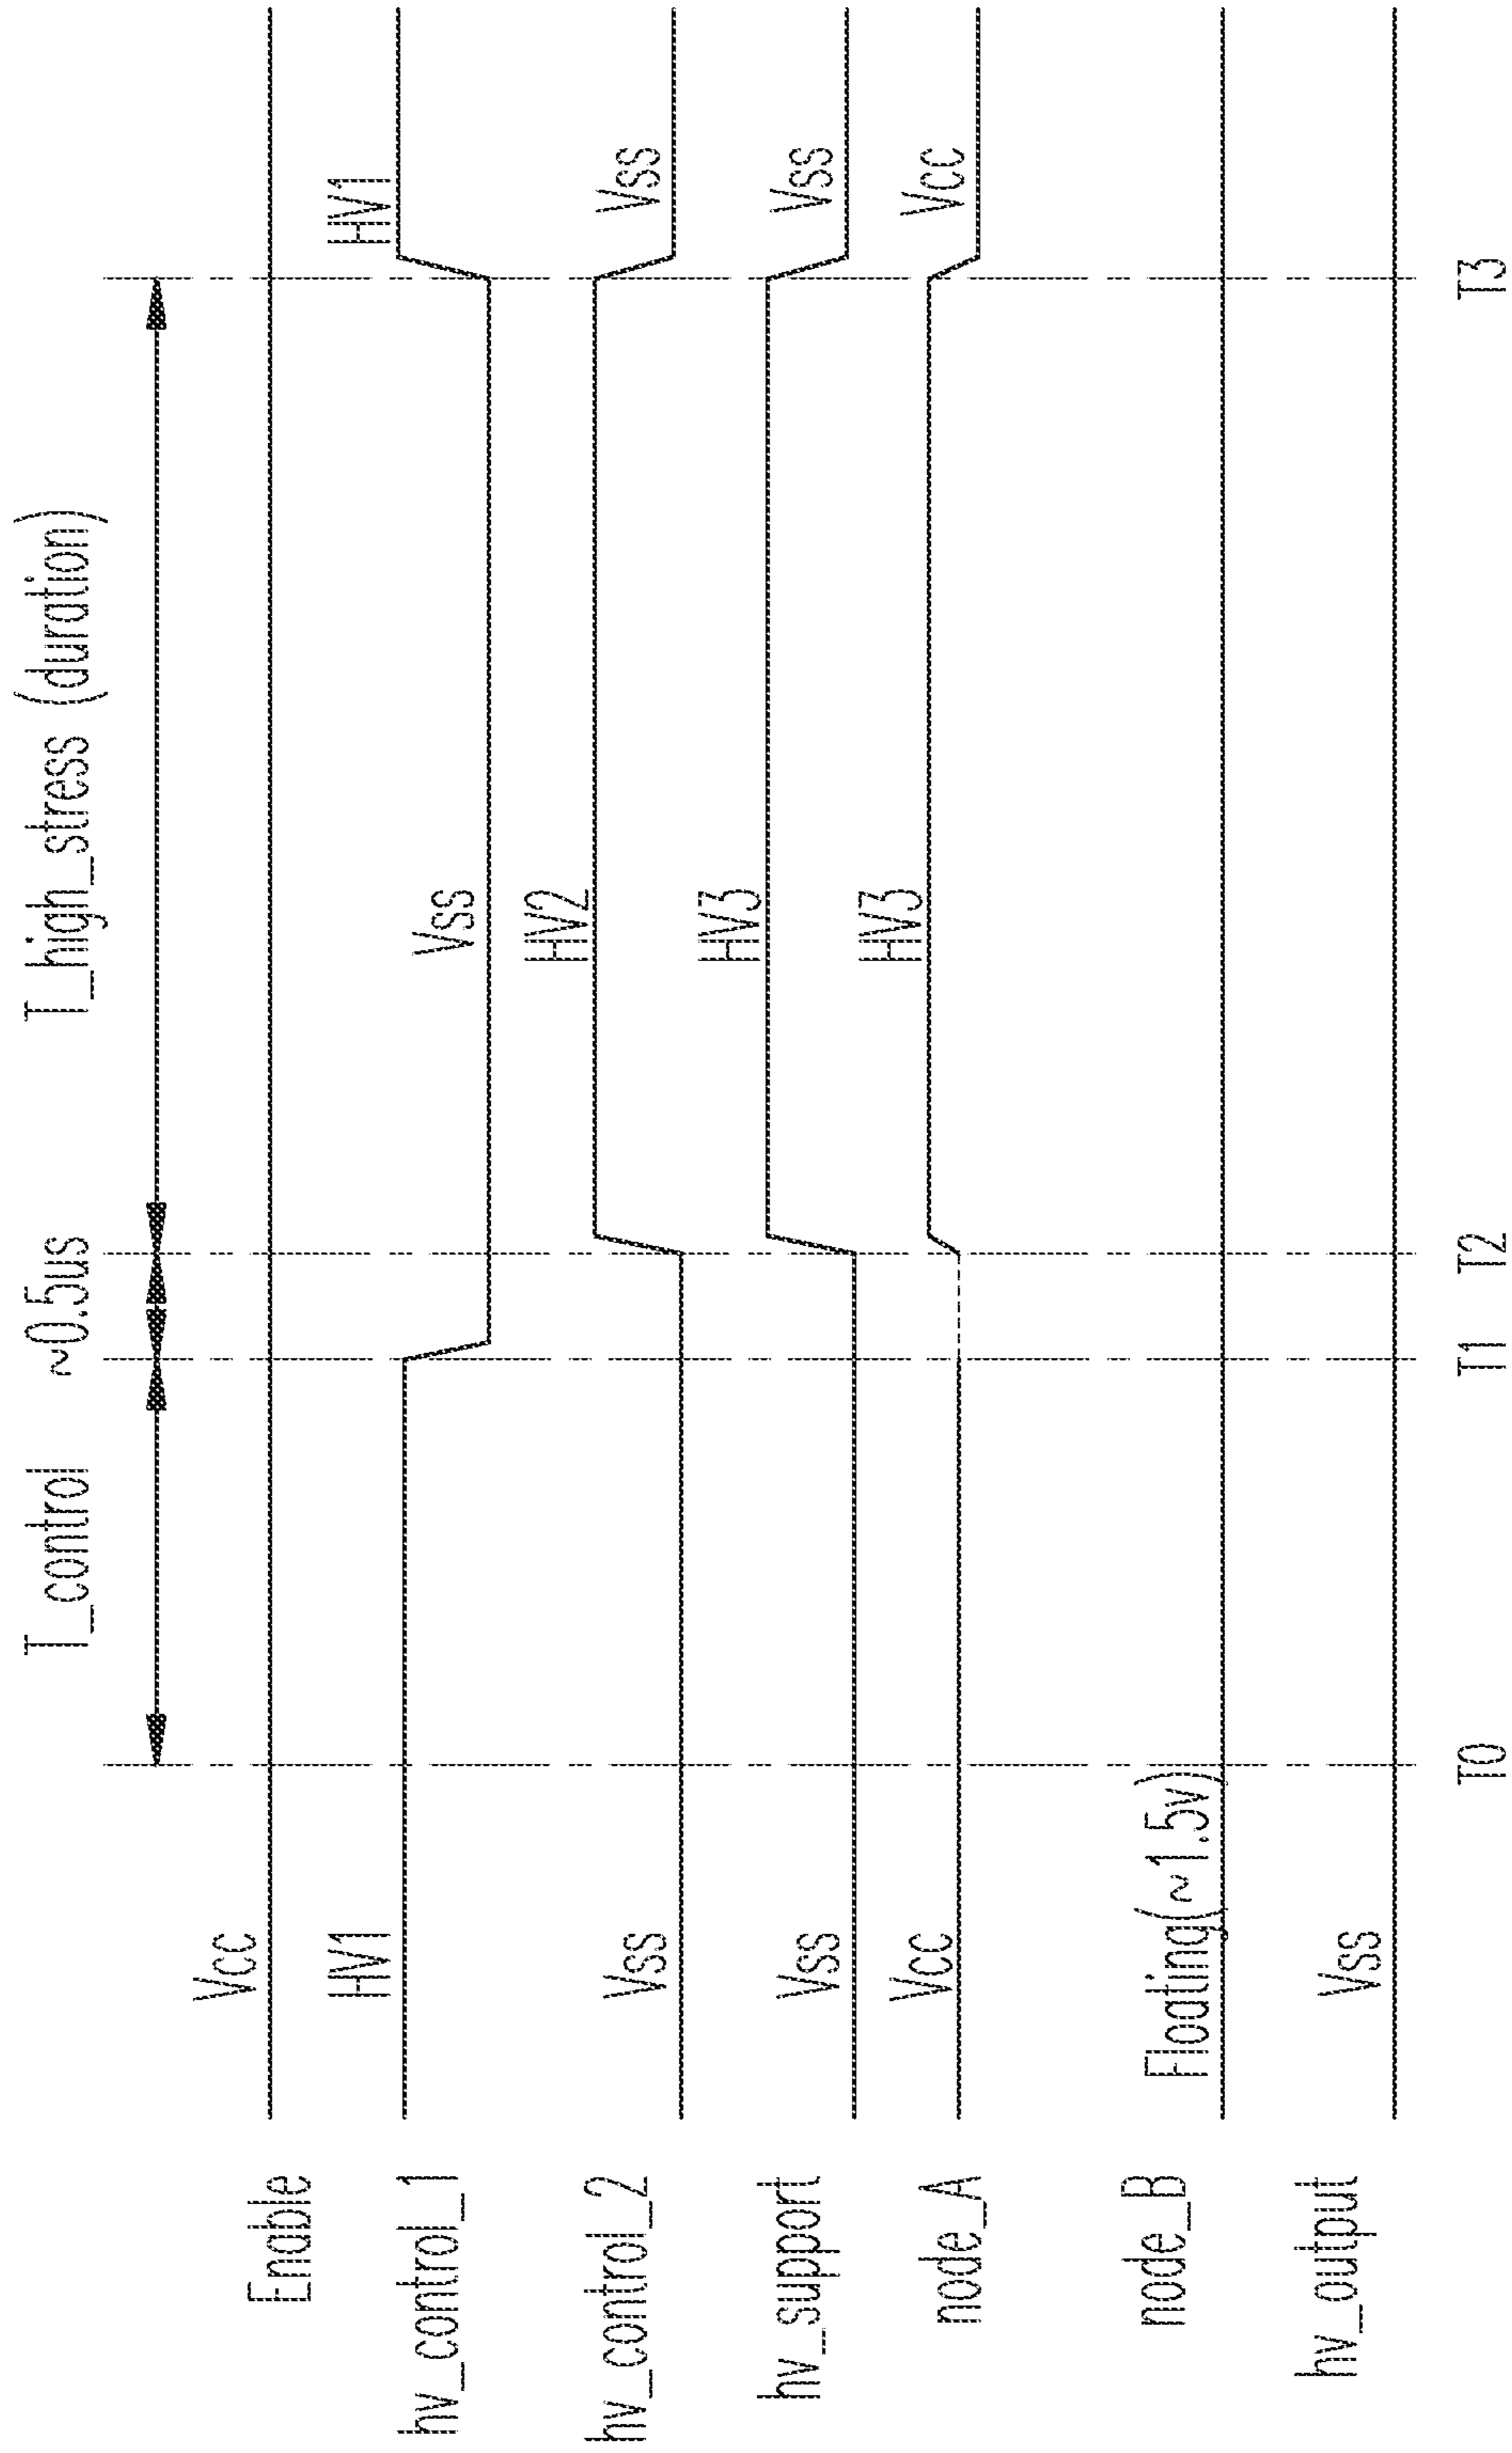 T_control ~0.5us T_high_stress (duration)
Enable Vcc
hv_control_1 HV1 Vss HV1
hv_control_2 Vss HV2 Vss
hv_support Vss HV3 Vss
node_A Vcc HV3 Vcc
node_B Floating(~1.5v)
hv_output Vss
T0 T1 T2 T3